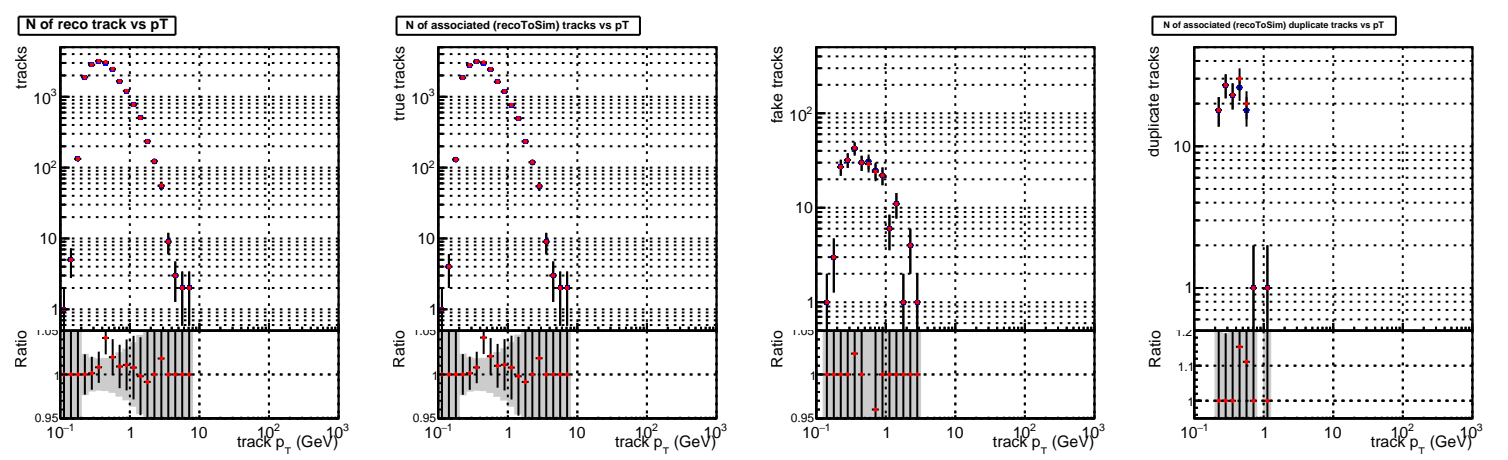 N of reco track vs pT
tracks
10³
10²
10
1
Ratio
1.05
1
0.95
10⁻¹ 1 10 10² 10³
track p_T (GeV)
N of associated (recoToSim) tracks vs pT
true tracks
10³
10²
10
1
Ratio
1.05
1
0.95
10⁻¹ 1 10 10² 10³
track p_T (GeV)
fake tracks
10²
10
1
Ratio
1.05
1
0.95
10⁻¹ 1 10 10² 10³
track p_T (GeV)
N of associated (recoToSim) duplicate tracks vs pT
duplicate tracks
10
1
Ratio
1.2
1.1
1
10⁻¹ 1 10 10² 10³
track p_T (GeV)